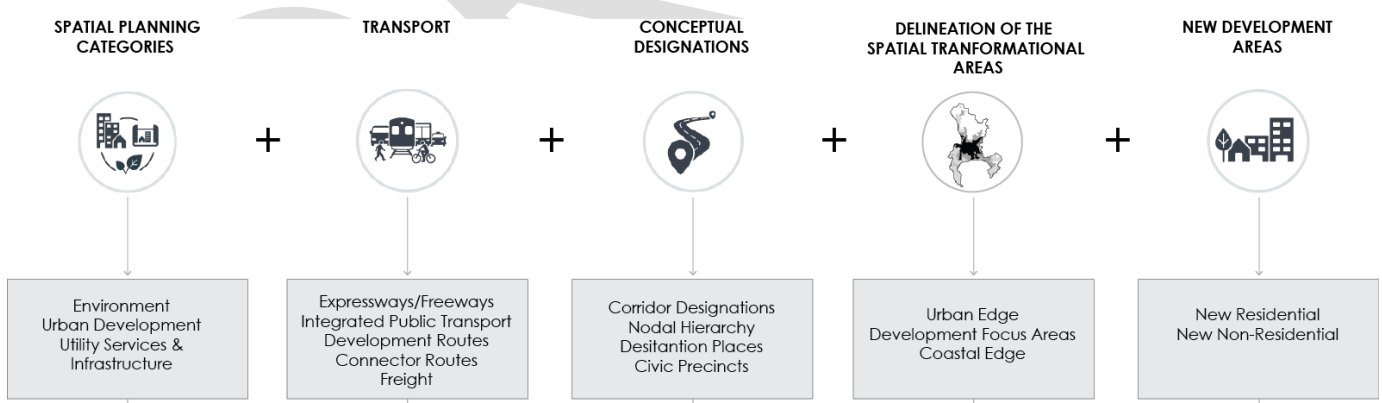 SPATIAL PLANNING
CATEGORIES
TRANSPORT
CONCEPTUAL
DESIGNATIONS
DELINEATION OF THE
SPATIAL TRANFORMATIONAL
AREAS
NEW DEVELOPMENT
AREAS
+
+
+
+
Environment
Urban Development
Utility Services &
Infrastructure
Expressways/Freeways
Integrated Public Transport
Development Routes
Connector Routes
Freight
Corridor Designations
Nodal Hierarchy
Desitantion Places
Civic Precincts
Urban Edge
Development Focus Areas
Coastal Edge
New Residential
New Non-Residential